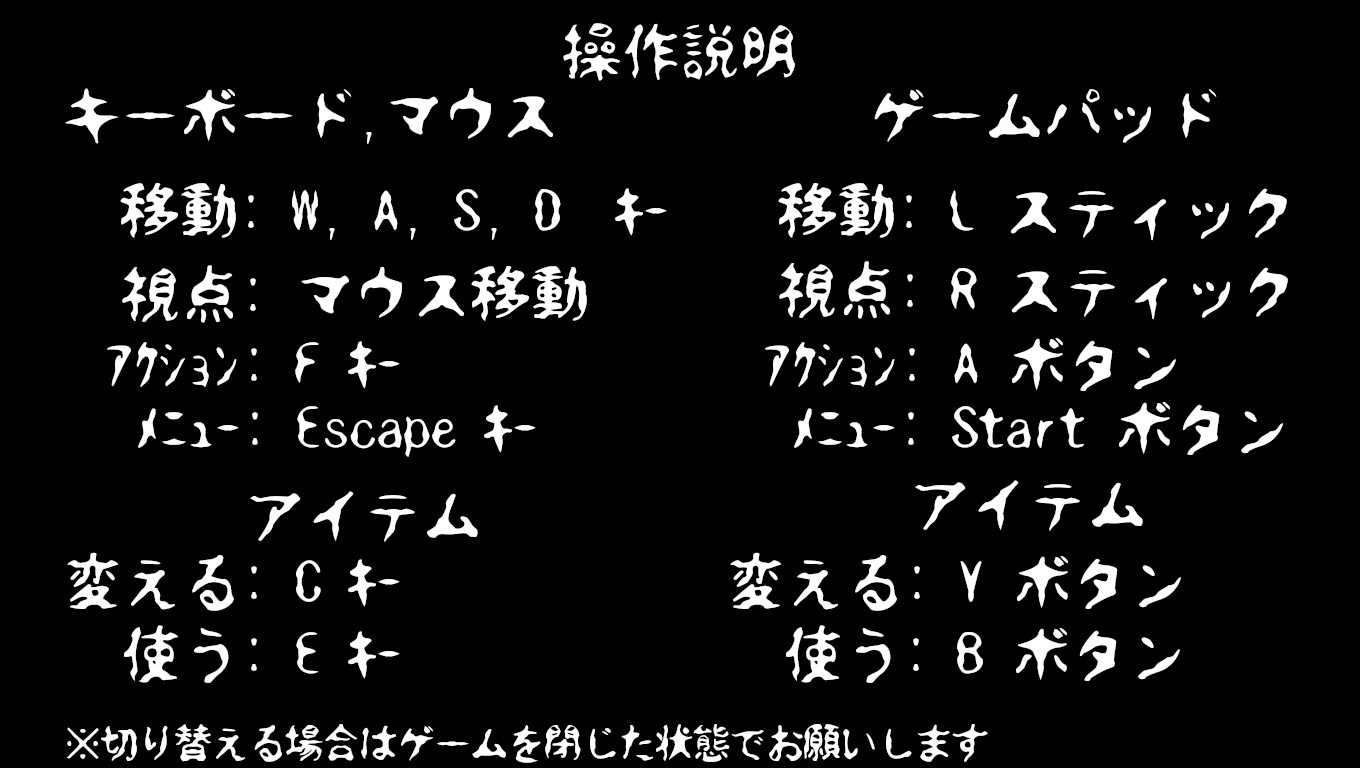 操作説明
キーボード,マウス
移動: W, A, S, D キー
視点: マウス移動
アクション: F キー
メニュー: Escape キー
アイテム
変える: C キー
使う: E キー
ゲームパッド
移動: L スティック
視点: R スティック
アクション: A ボタン
メニュー: Start ボタン
アイテム
変える: Y ボタン
使う: B ボタン
※切り替える場合はゲームを閉じた状態でお願いします